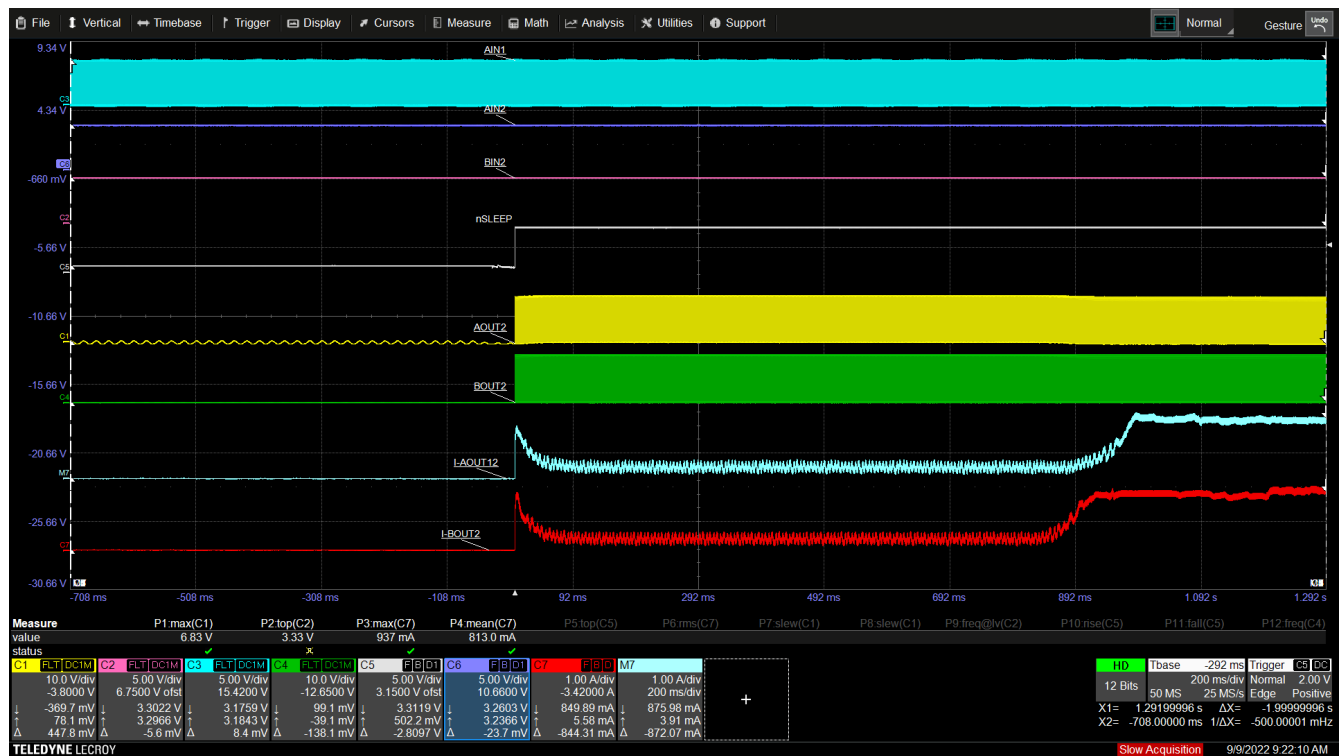 File Vertical Timebase Trigger Display Cursors Measure Math Analysis Utilities Support Normal Gesture Undo
9.34 V
AIN1
C3
4.34 V
AIN2
C6
BIN2
-660 mV
C2
nSLEEP
-5.66 V
C5
-10.66 V
C1
AOUT2
-15.66 V
BOUT2
C4
-20.66 V
I-AOUT12
M7
-25.66 V
I-BOUT2
C7
-30.66 V
-708 ms -508 ms -308 ms -108 ms 92 ms 292 ms 492 ms 692 ms 892 ms 1.092 s 1.292 s
Measure P1:max(C1) P2:top(C2) P3:max(C7) P4:mean(C7) P5:top(C5) P6:rms(C7) P7:slew(C1) P8:slew(C1) P9:freq@lv(C2) P10:rise(C5) P11:fall(C5) P12:freq(C4)
value 6.83 V 3.33 V 937 mA 813.0 mA
status
C1 FLT DC1M C2 FLT DC1M C3 FLT DC1M C4 FLT DC1M C5 F B D1 C6 F B D1 C7 F B D M7 HD Tbase -292 ms Trigger C5 DC
10.0 V/div 5.00 V/div 5.00 V/div 10.0 V/div 5.00 V/div 5.00 V/div 1.00 A/div 1.00 A/div 200 ms/div Normal 2.00 V
-3.8000 V 6.7500 V ofst 15.4200 V -12.6500 V 3.1500 V ofst 10.6600 V -3.42000 A 200 ms/div 12 Bits 50 MS 25 MS/s Edge Positive
↓ -369.7 mV ↓ 3.3022 V ↓ 3.1759 V ↓ 99.1 mV ↓ 3.3119 V ↓ 3.2603 V ↓ 849.89 mA ↓ 875.98 mA X1= 1.29199996 s ΔX= -1.99999996 s
↑ 78.1 mV ↑ 3.2966 V ↑ 3.1843 V ↑ -39.1 mV ↑ 502.2 mV ↑ 3.2366 V ↑ 5.58 mA ↑ 3.91 mA X2= -708.00000 ms 1/ΔX= -500.00001 mHz
Δ 447.8 mV Δ -5.6 mV Δ 8.4 mV Δ -138.1 mV Δ -2.8097 V Δ -23.7 mV Δ -844.31 mA Δ -872.07 mA
TELEDYNE LECROY Slow Acquisition 9/9/2022 9:22:10 AM